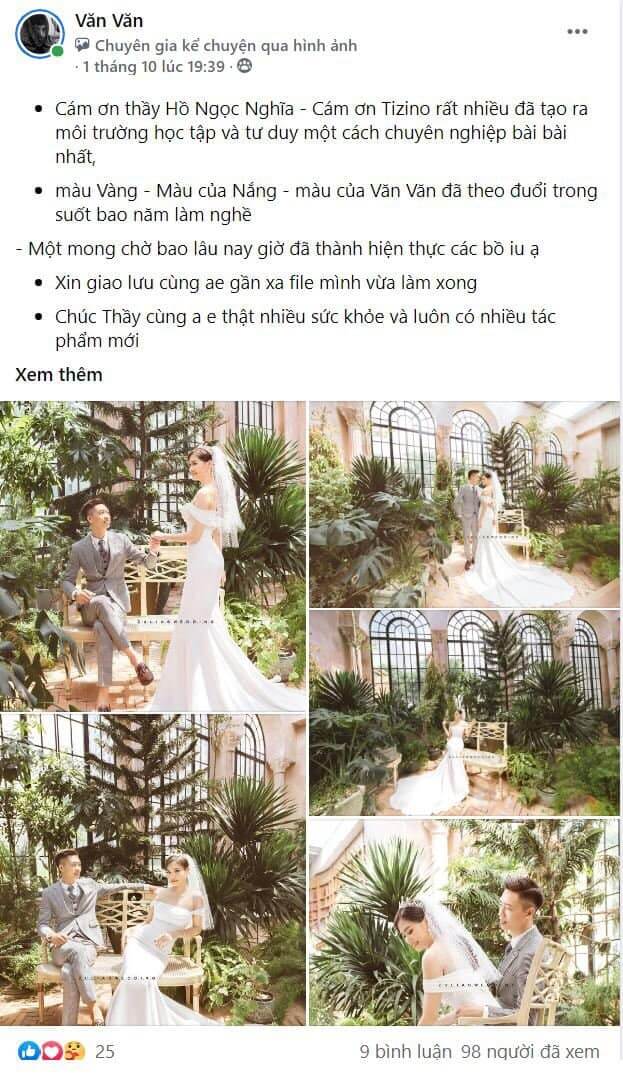 Văn Văn
Chuyên gia kể chuyện qua hình ảnh
· 1 tháng 10 lúc 19:39 ·
• Cám ơn thầy Hồ Ngọc Nghĩa - Cám ơn Tizino rất nhiều đã tạo ra
môi trường học tập và tư duy một cách chuyên nghiệp bài bài
nhất,
• màu Vàng - Màu của Nắng - màu của Văn Văn đã theo đuổi trong
suốt bao năm làm nghề
- Một mong chờ bao lâu nay giờ đã thành hiện thực các bồ iu ạ
• Xin giao lưu cùng ae gần xa file mình vừa làm xong
• Chúc Thầy cùng a e thật nhiều sức khỏe và luôn có nhiều tác
phẩm mới
Xem thêm
25
9 bình luận 98 người đã xem